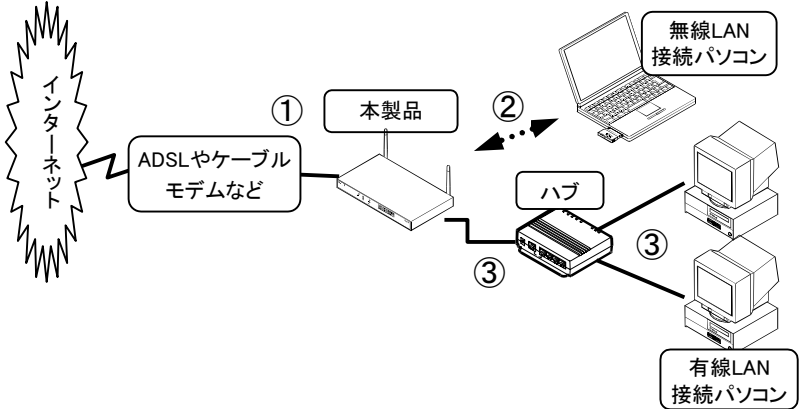 インターネット
①
ADSLやケーブル
モデムなど
本製品
②
無線LAN
接続パソコン
ハブ
③
③
有線LAN
接続パソコン